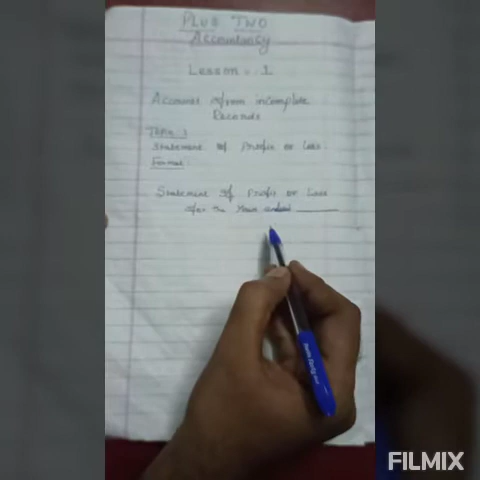 PLUS TWO
Accountancy
Lesson - 1
Accounts from incomplete
Records
Topic 1
Statement of Profit or Loss
Format
Statement of Profit or Loss
for the Year ended
FILMIX